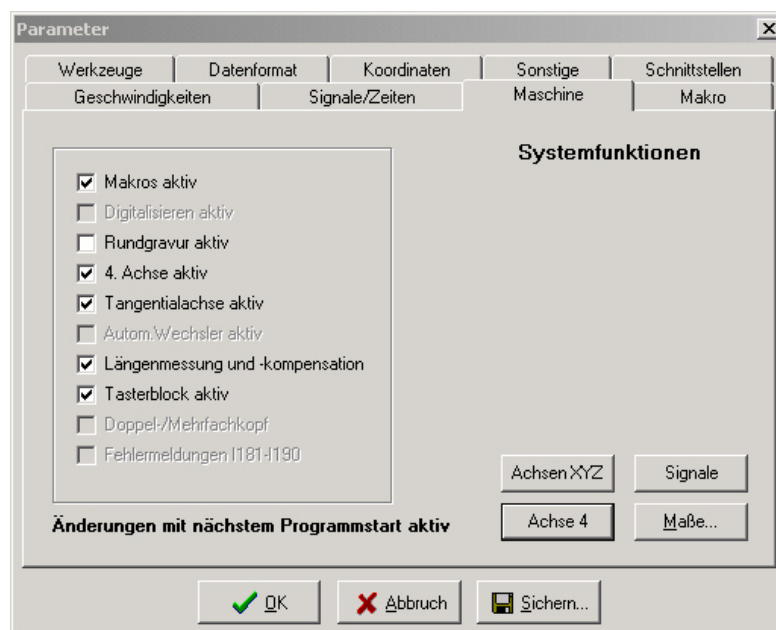 Parameter
Werkzeuge Datenformat Koordinaten Sonstige Schnittstellen
Geschwindigkeiten Signale/Zeiten Maschine Makro
Systemfunktionen
Makros aktiv
Digitalisieren aktiv
Rundgravur aktiv
4. Achse aktiv
Tangentialachse aktiv
Autom.Wechsler aktiv
Längenmessung und -kompensation
Tasterblock aktiv
Doppel-/Mehrfachkopf
Fehlermeldungen I181-I190
Achsen XYZ Signale
Änderungen mit nächstem Programmstart aktiv Achse 4 Maße...
OK Abbruch Sichern...